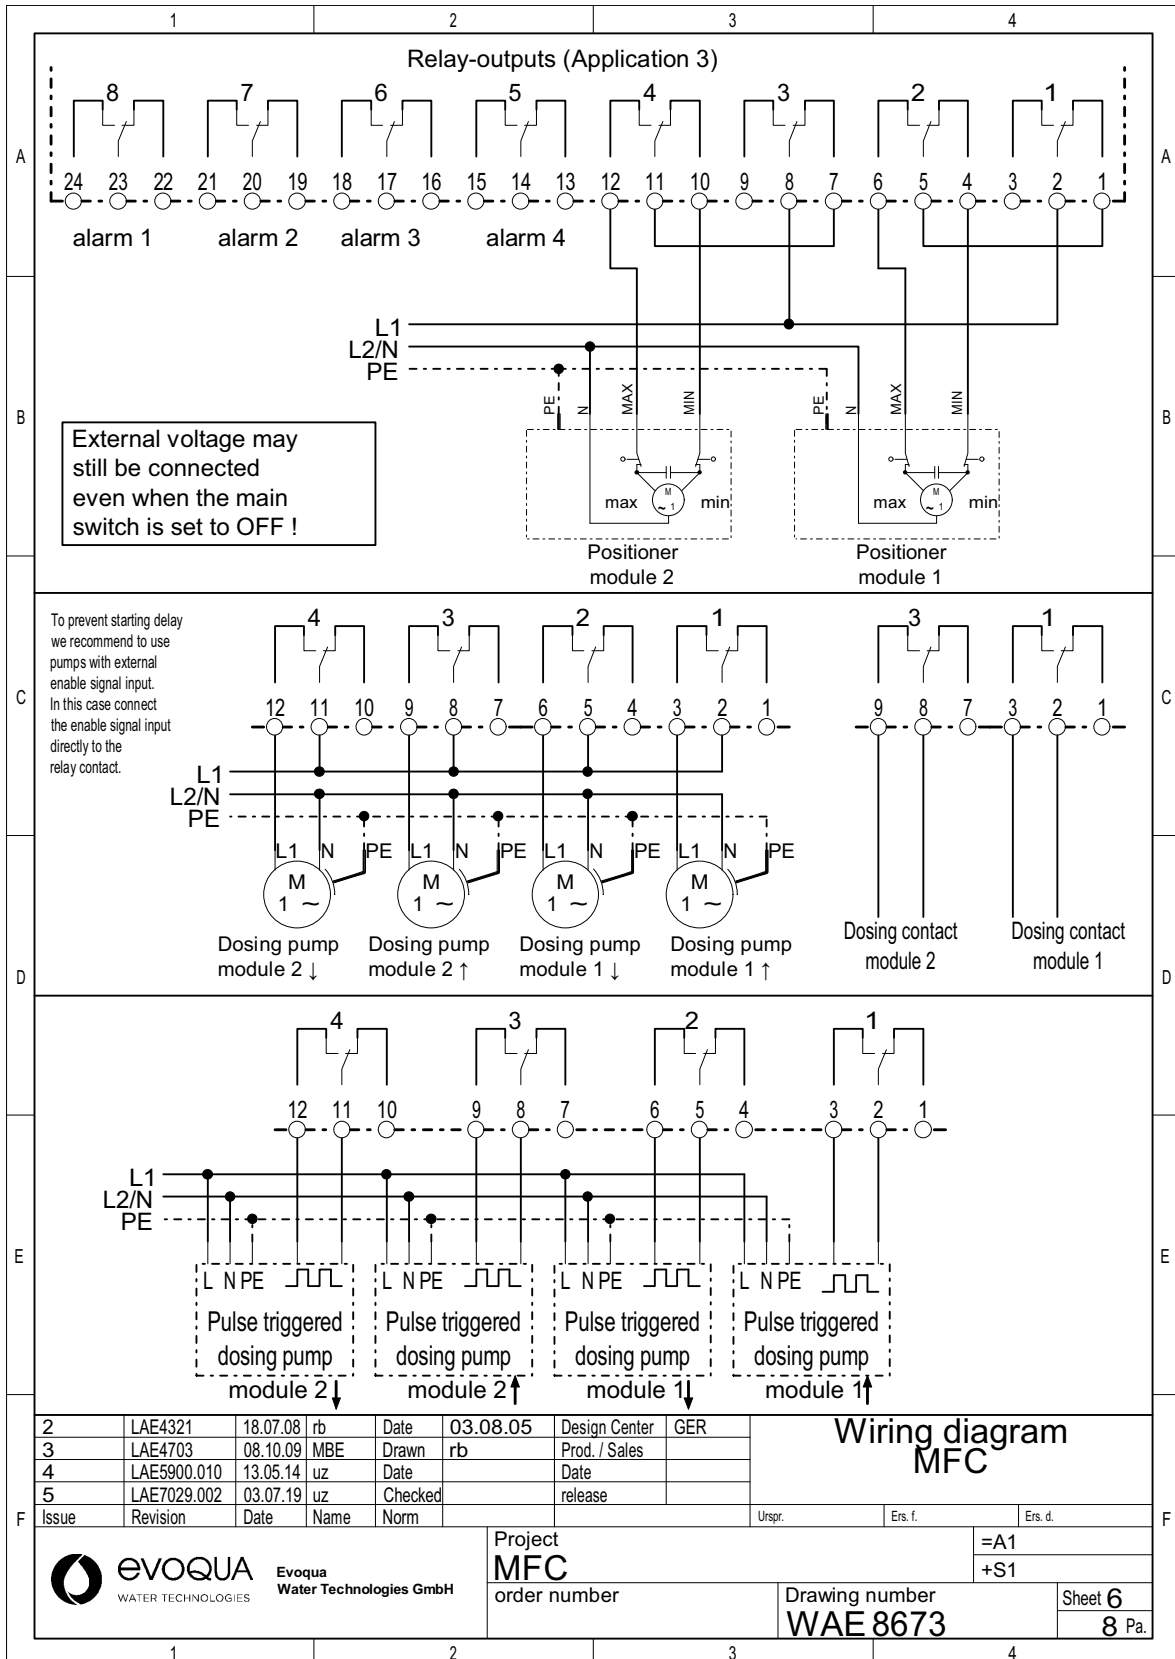 1 2 3 4
Relay-outputs (Application 3)
8 7 6 5 4 3 2 1
A A
24 23 22 21 20 19 18 17 16 15 14 13 12 11 10 9 8 7 6 5 4 3 2 1
alarm 1 alarm 2 alarm 3 alarm 4
L1
L2/N
PE
PE N MAX MIN PE N MAX MIN
B B
External voltage may
still be connected
even when the main
switch is set to OFF !
max M ~ 1 min max M ~ 1 min
Positioner
module 2
Positioner
module 1
To prevent starting delay
we recommend to use
pumps with external
enable signal input.
In this case connect
the enable signal input
directly to the
relay contact.
4 3 2 1 3 1
C C
12 11 10 9 8 7 6 5 4 3 2 1 9 8 7 3 2 1
L1
L2/N
PE
L1 N PE L1 N PE L1 N PE L1 N PE
M M M M
1 ~ 1 ~ 1 ~ 1 ~
Dosing pump
module 2 ↓
Dosing pump
module 2 ↑
Dosing pump
module 1 ↓
Dosing pump
module 1 ↑
Dosing contact
module 2
Dosing contact
module 1
D D
4 3 2 1
12 11 10 9 8 7 6 5 4 3 2 1
L1
L2/N
PE
E E
L N PE L N PE L N PE L N PE
Pulse triggered
dosing pump
module 2 ↓
Pulse triggered
dosing pump
module 2 ↑
Pulse triggered
dosing pump
module 1 ↓
Pulse triggered
dosing pump
module 1 ↑
2 LAE4321 18.07.08 rb Date 03.08.05 Design Center GER
3 LAE4703 08.10.09 MBE Drawn rb Prod. / Sales
4 LAE5900.010 13.05.14 uz Date Date
5 LAE7029.002 03.07.19 uz Checked release
Issue Revision Date Name Norm
Wiring diagram
MFC
Urspr. Ers. f. Ers. d.
F F
evoqua
WATER TECHNOLOGIES
Evoqua
Water Technologies GmbH
Project
MFC
=A1
+S1
order number
Drawing number
WAE 8673
Sheet 6
8 Pa.
1 2 3 4